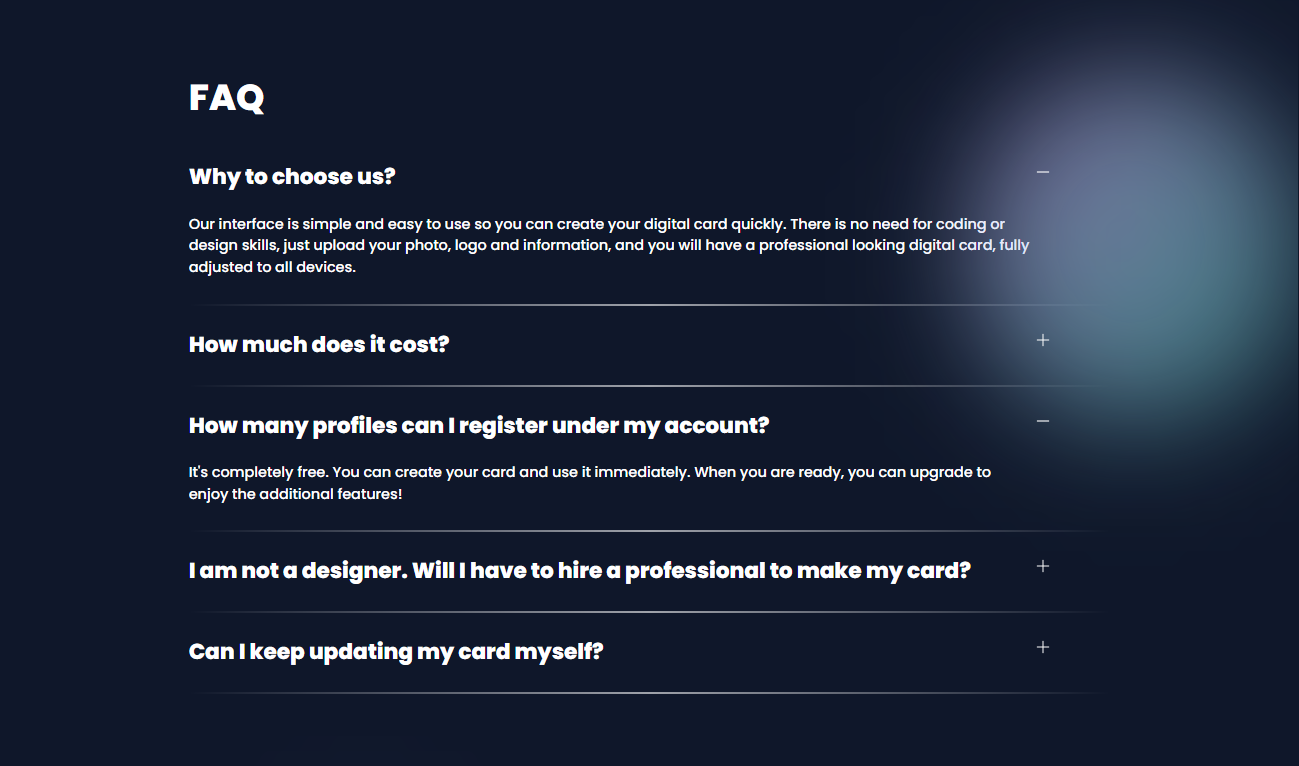 FAQ
Why to choose us?
Our interface is simple and easy to use so you can create your digital card quickly. There is no need for coding or
design skills, just upload your photo, logo and information, and you will have a professional looking digital card, fully
adjusted to all devices.
How much does it cost?
How many profiles can I register under my account?
It's completely free. You can create your card and use it immediately. When you are ready, you can upgrade to
enjoy the additional features!
I am not a designer. Will I have to hire a professional to make my card?
Can I keep updating my card myself?